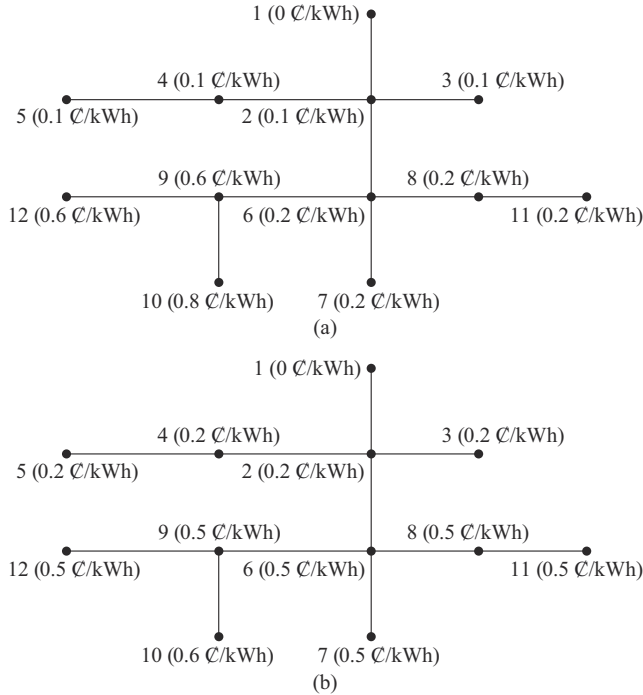 1 (0 ₡/kWh)
4 (0.1 ₡/kWh)
3 (0.1 ₡/kWh)
5 (0.1 ₡/kWh)
2 (0.1 ₡/kWh)
9 (0.6 ₡/kWh)
8 (0.2 ₡/kWh)
12 (0.6 ₡/kWh)
6 (0.2 ₡/kWh)
11 (0.2 ₡/kWh)
10 (0.8 ₡/kWh)
7 (0.2 ₡/kWh)
(a)
1 (0 ₡/kWh)
4 (0.2 ₡/kWh)
3 (0.2 ₡/kWh)
5 (0.2 ₡/kWh)
2 (0.2 ₡/kWh)
9 (0.5 ₡/kWh)
8 (0.5 ₡/kWh)
12 (0.5 ₡/kWh)
6 (0.5 ₡/kWh)
11 (0.5 ₡/kWh)
10 (0.6 ₡/kWh)
7 (0.5 ₡/kWh)
(b)